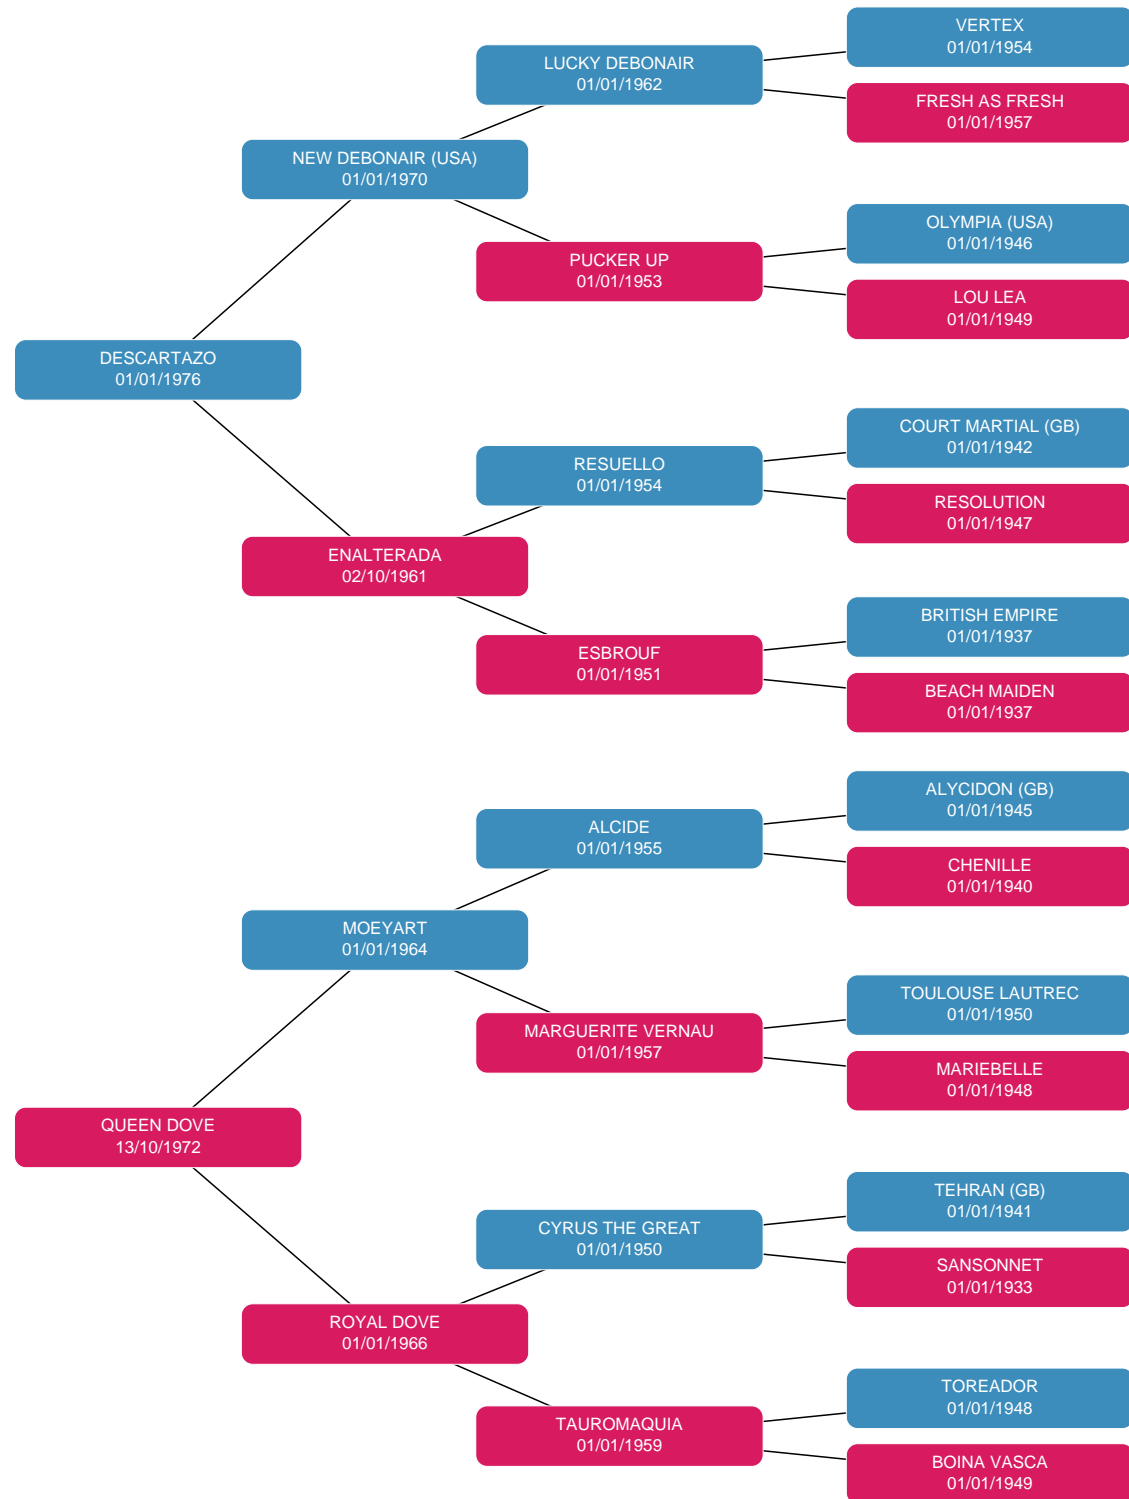 VERTEX
01/01/1954
LUCKY DEBONAIR
01/01/1962
FRESH AS FRESH
01/01/1957
NEW DEBONAIR (USA)
01/01/1970
OLYMPIA (USA)
01/01/1946
PUCKER UP
01/01/1953
LOU LEA
01/01/1949
DESCARTAZO
01/01/1976
COURT MARTIAL (GB)
01/01/1942
RESUELLO
01/01/1954
RESOLUTION
01/01/1947
ENALTERADA
02/10/1961
BRITISH EMPIRE
01/01/1937
ESBROUF
01/01/1951
BEACH MAIDEN
01/01/1937
ALYCIDON (GB)
01/01/1945
ALCIDE
01/01/1955
CHENILLE
01/01/1940
MOEYART
01/01/1964
TOULOUSE LAUTREC
01/01/1950
MARGUERITE VERNAU
01/01/1957
MARIEBELLE
01/01/1948
QUEEN DOVE
13/10/1972
TEHRAN (GB)
01/01/1941
CYRUS THE GREAT
01/01/1950
SANSONNET
01/01/1933
ROYAL DOVE
01/01/1966
TOREADOR
01/01/1948
TAUROMAQUIA
01/01/1959
BOINA VASCA
01/01/1949